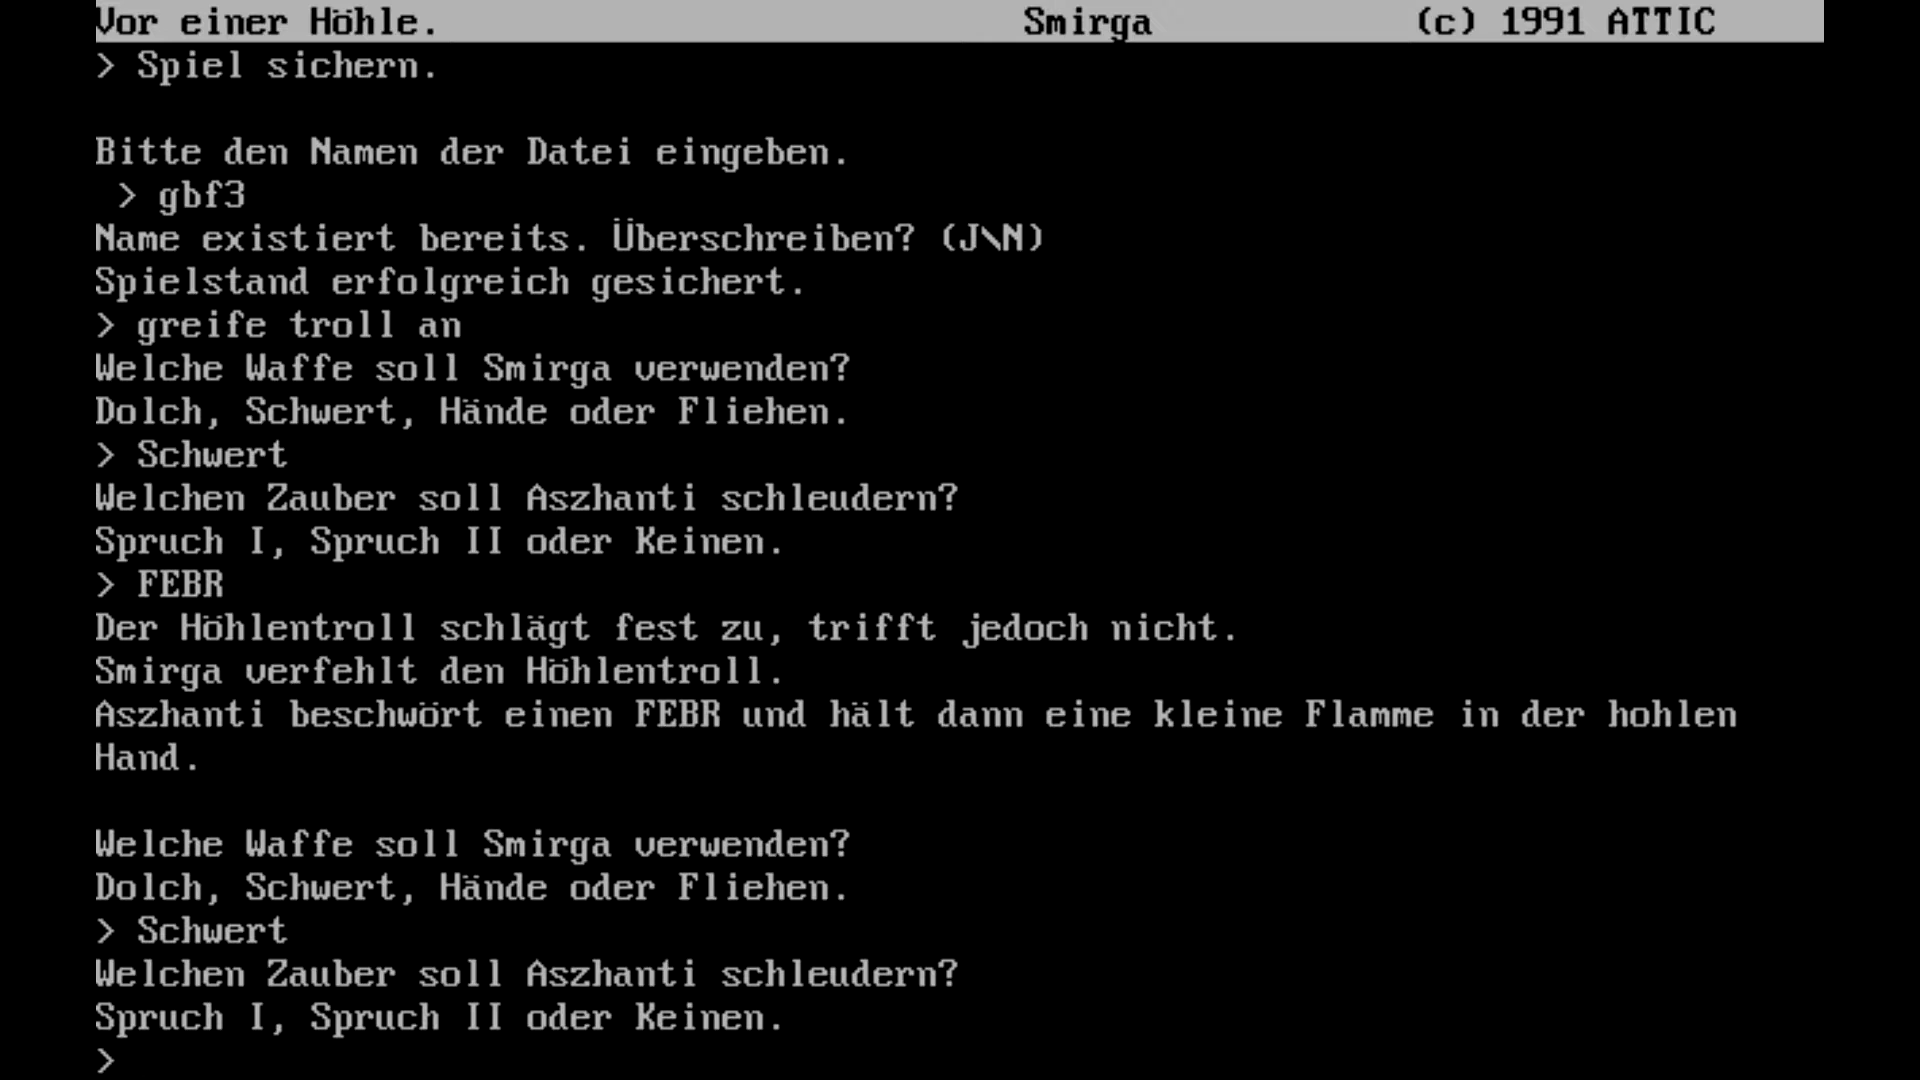 Vor einer Höhle. Smirga (c) 1991 ATTIC
> Spiel sichern.
Bitte den Namen der Datei eingeben.
> gbf3
Name existiert bereits. Überschreiben? (J\N)
Spielstand erfolgreich gesichert.
> greife troll an
Welche Waffe soll Smirga verwenden?
Dolch, Schwert, Hände oder Fliehen.
> Schwert
Welchen Zauber soll Aszhanti schleudern?
Spruch I, Spruch II oder Keinen.
> FEBR
Der Höhlentroll schlägt fest zu, trifft jedoch nicht.
Smirga verfehlt den Höhlentroll.
Aszhanti beschwört einen FEBR und hält dann eine kleine Flamme in der hohlen
Hand.
Welche Waffe soll Smirga verwenden?
Dolch, Schwert, Hände oder Fliehen.
> Schwert
Welchen Zauber soll Aszhanti schleudern?
Spruch I, Spruch II oder Keinen.
>